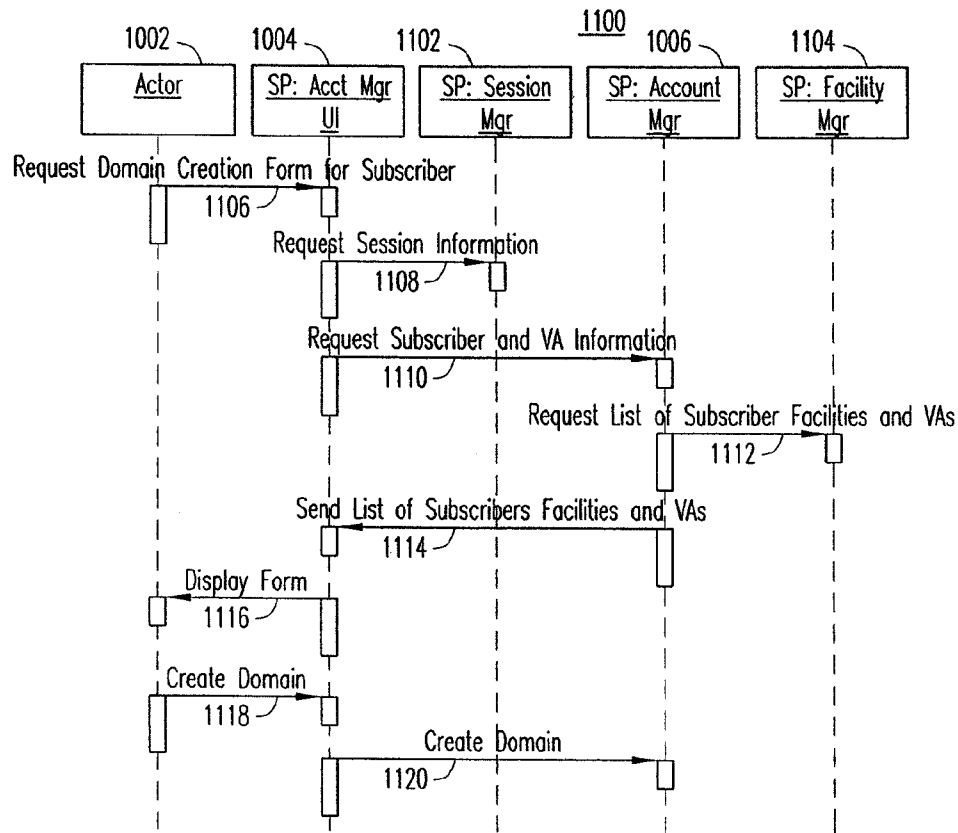 1100
1002
1004
1102
1006
1104
Actor
SP: Acct Mgr
UI
SP: Session
Mgr
SP: Account
Mgr
SP: Facility
Mgr
Request Domain Creation Form for Subscriber
1106
Request Session Information
1108
Request Subscriber and VA Information
1110
Request List of Subscriber Facilities and VAs
1112
Send List of Subscribers Facilities and VAs
1114
Display Form
1116
Create Domain
1118
Create Domain
1120